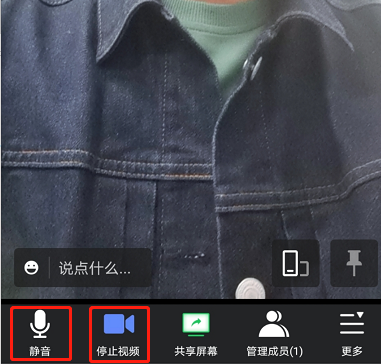 说点什么...
静音
停止视频
共享屏幕
管理成员(1)
更多